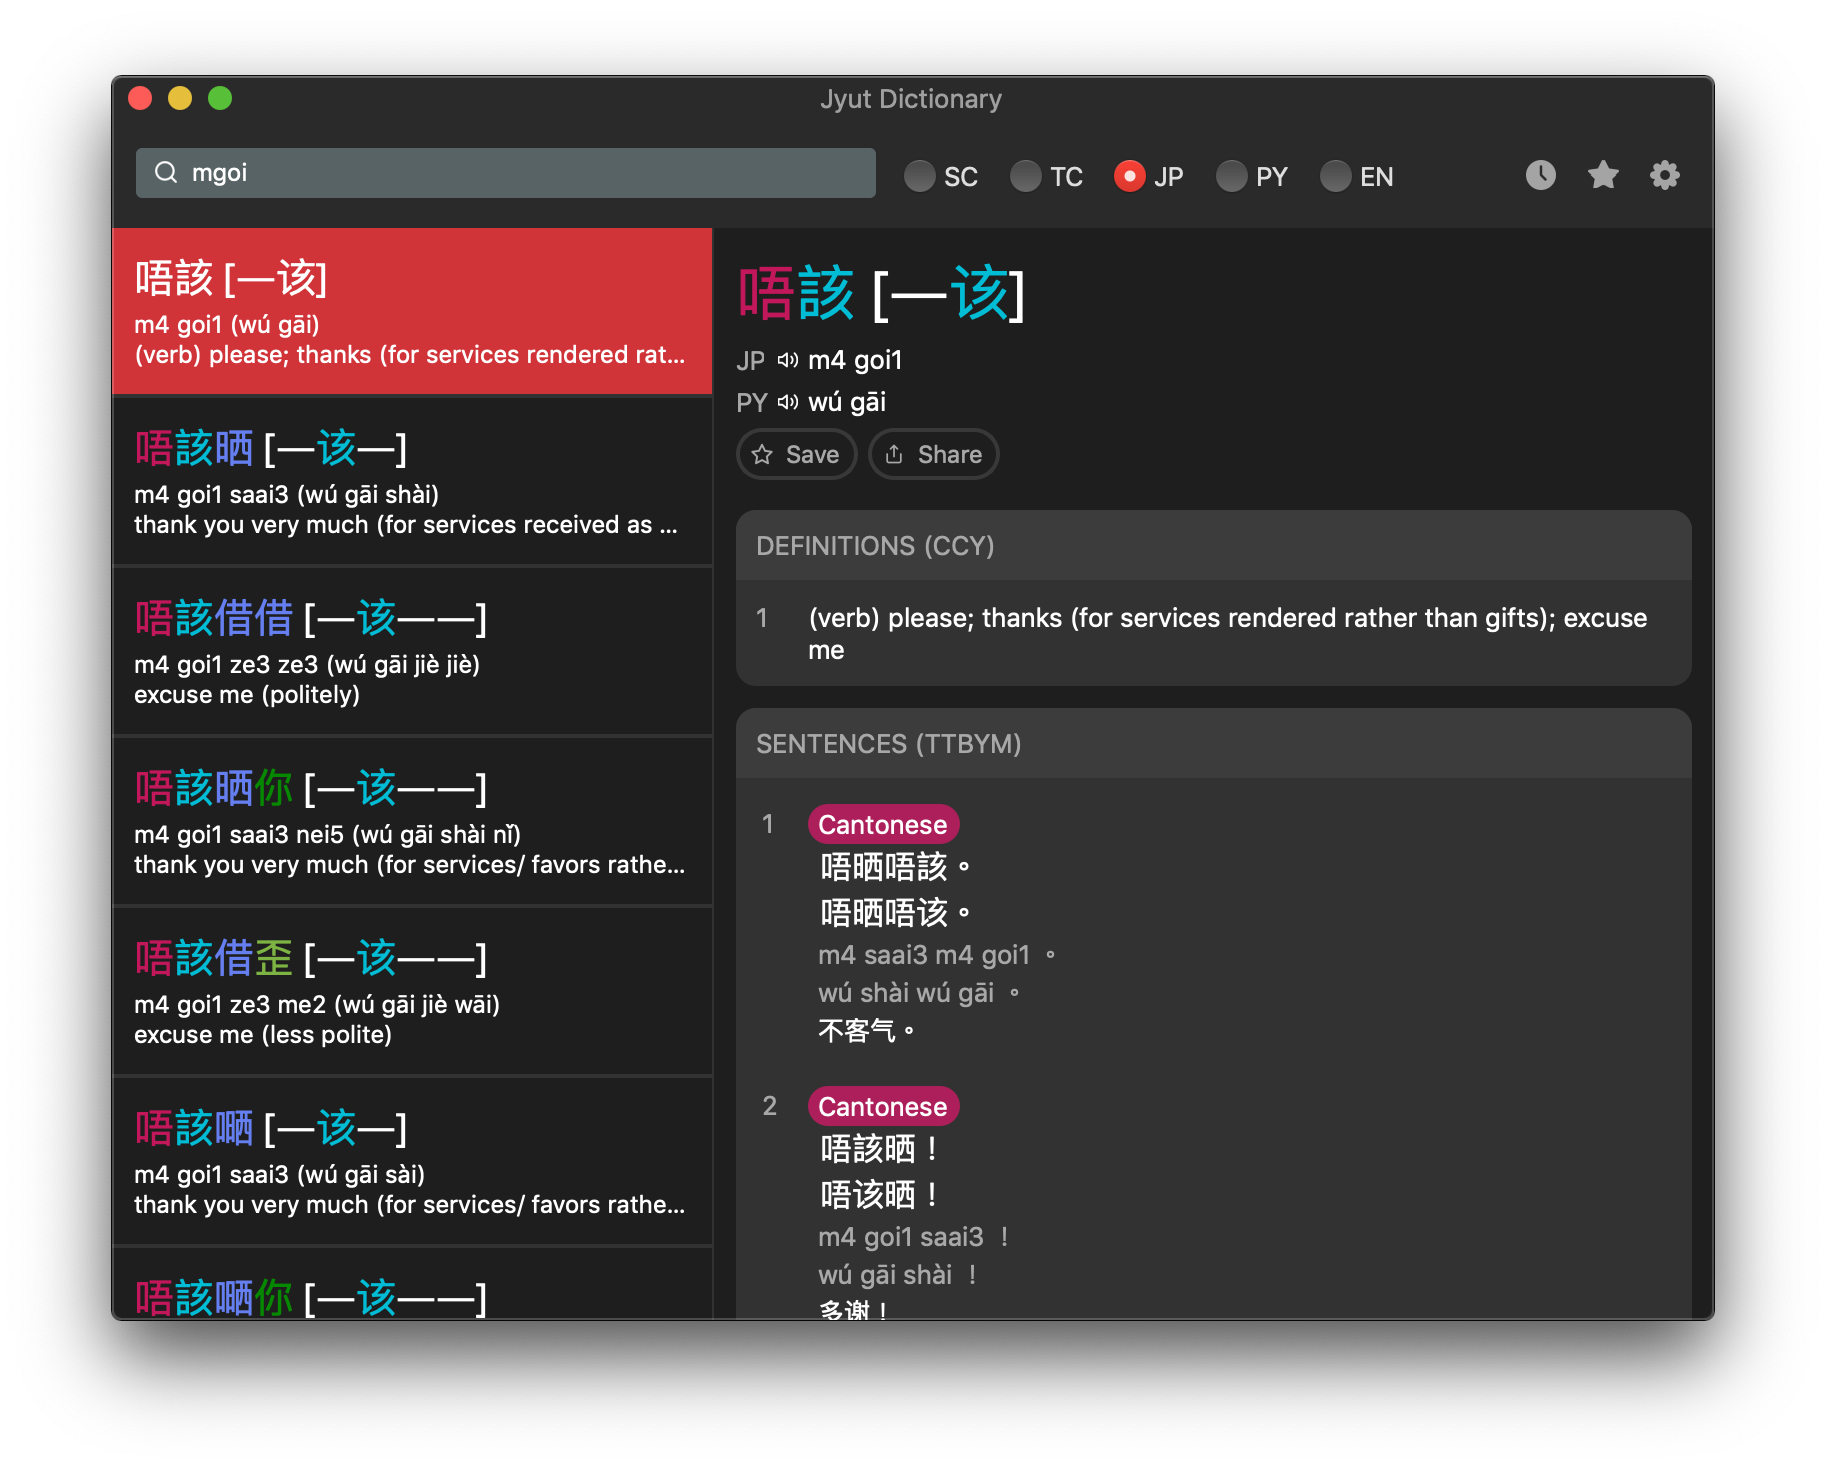 Jyut Dictionary
mgoi
SC TC JP PY EN
唔該 [—该]
m4 goi1 (wú gāi)
(verb) please; thanks (for services rendered rat...
唔該晒 [—该—]
m4 goi1 saai3 (wú gāi shài)
thank you very much (for services received as ...
唔該借借 [—该——]
m4 goi1 ze3 ze3 (wú gāi jiè jiè)
excuse me (politely)
唔該晒你 [—该——]
m4 goi1 saai3 nei5 (wú gāi shài nǐ)
thank you very much (for services/ favors rathe...
唔該借歪 [—该——]
m4 goi1 ze3 me2 (wú gāi jiè wāi)
excuse me (less polite)
唔該嗮 [—该—]
m4 goi1 saai3 (wú gāi sài)
thank you very much (for services/ favors rathe...
唔該嗮你 [—该——]
唔該 [—该]
JP m4 goi1
PY wú gāi
Save Share
DEFINITIONS (CCY)
1 (verb) please; thanks (for services rendered rather than gifts); excuse
me
SENTENCES (TTBYM)
1 Cantonese
唔晒唔該。
唔晒唔该。
m4 saai3 m4 goi1 。
wú shài wú gāi 。
不客气。
2 Cantonese
唔該晒！
唔该晒！
m4 goi1 saai3 ！
wú gāi shài ！
多谢！